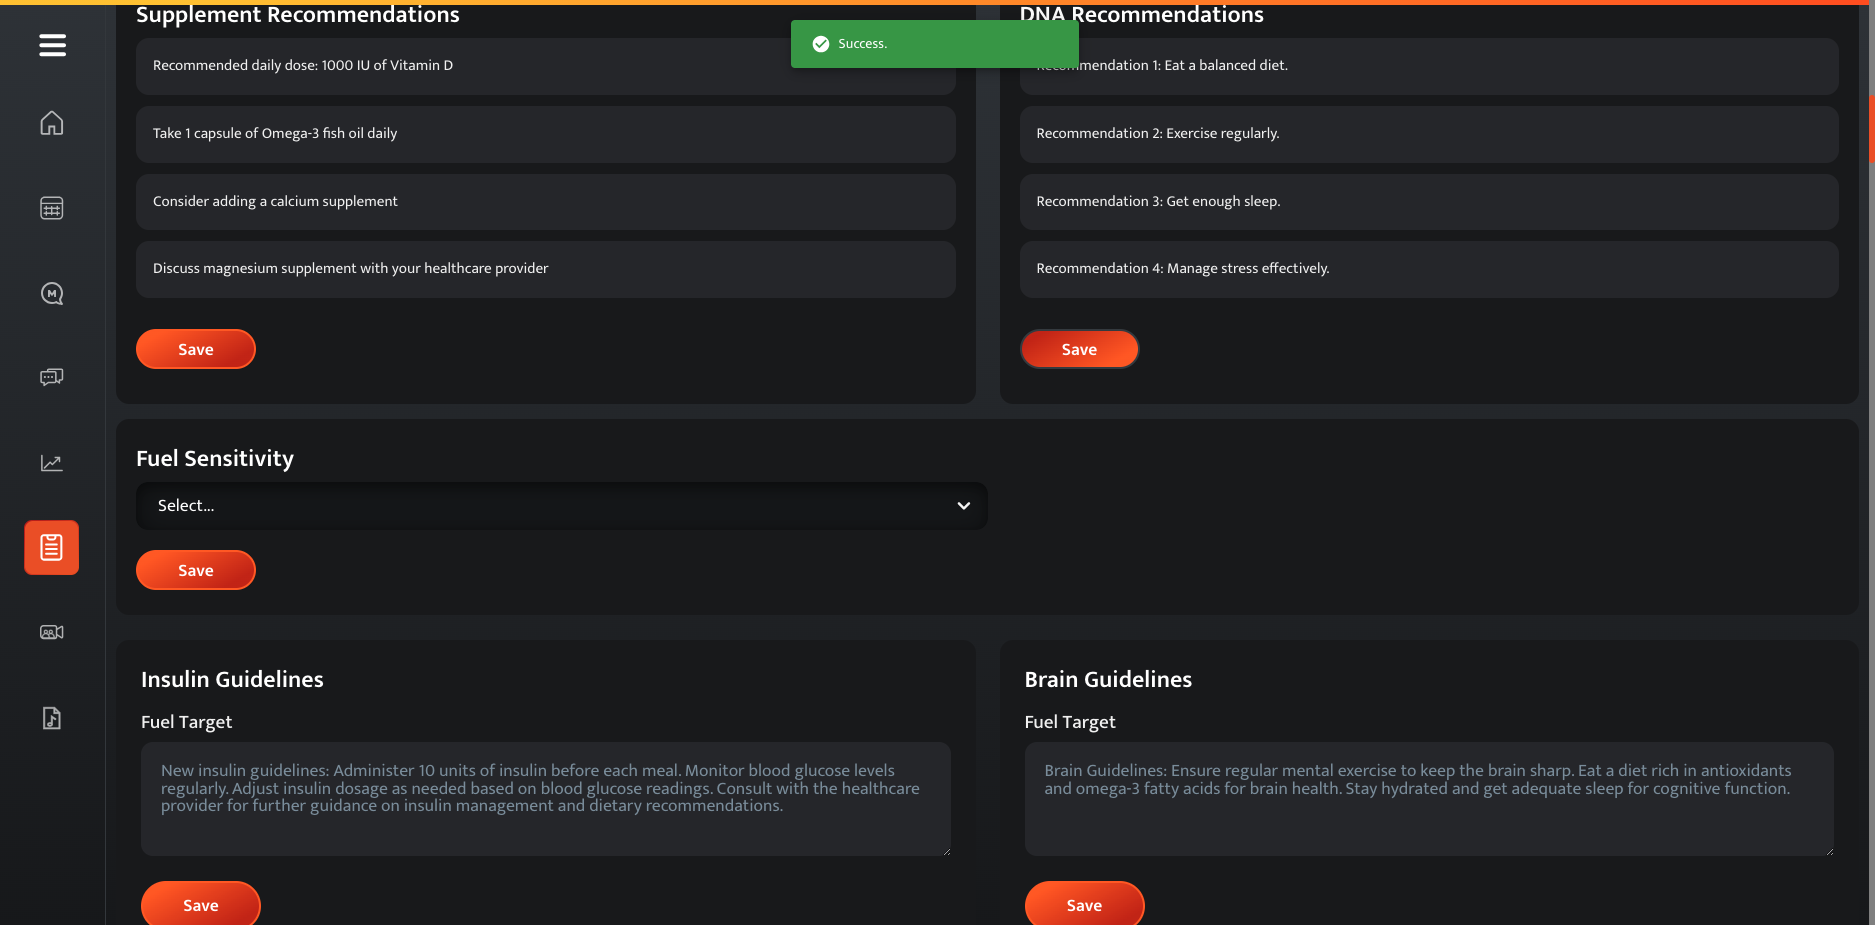 Supplement Recommendations
Recommended daily dose: 1000 IU of Vitamin D
Take 1 capsule of Omega-3 fish oil daily
Consider adding a calcium supplement
Discuss magnesium supplement with your healthcare provider
Save
DNA Recommendations
Success.
Recommendation 1: Eat a balanced diet.
Recommendation 2: Exercise regularly.
Recommendation 3: Get enough sleep.
Recommendation 4: Manage stress effectively.
Save
Fuel Sensitivity
Select...
Save
Insulin Guidelines
Fuel Target
New insulin guidelines: Administer 10 units of insulin before each meal. Monitor blood glucose levels
regularly. Adjust insulin dosage as needed based on blood glucose readings. Consult with the healthcare
provider for further guidance on insulin management and dietary recommendations.
Save
Brain Guidelines
Fuel Target
Brain Guidelines: Ensure regular mental exercise to keep the brain sharp. Eat a diet rich in antioxidants
and omega-3 fatty acids for brain health. Stay hydrated and get adequate sleep for cognitive function.
Save